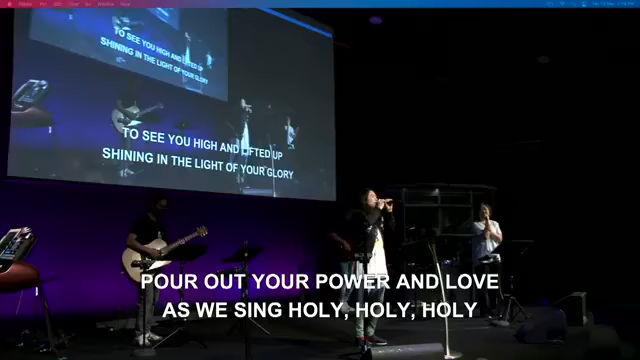 TO SEE YOU HIGH AND LIFTED UP
SHINING IN THE LIGHT OF YOUR GLORY
TO SEE YOU HIGH AND LIFTED UP
SHINING IN THE LIGHT OF YOUR GLORY
POUR OUT YOUR POWER AND LOVE
AS WE SING HOLY, HOLY, HOLY